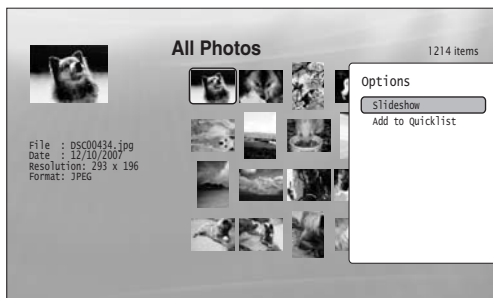 All Photos
1214 items
Options
Slideshow
Add to Quicklist
File : DSC00434.jpg
Date : 12/10/2007
Resolution: 293 x 196
Format: JPEG